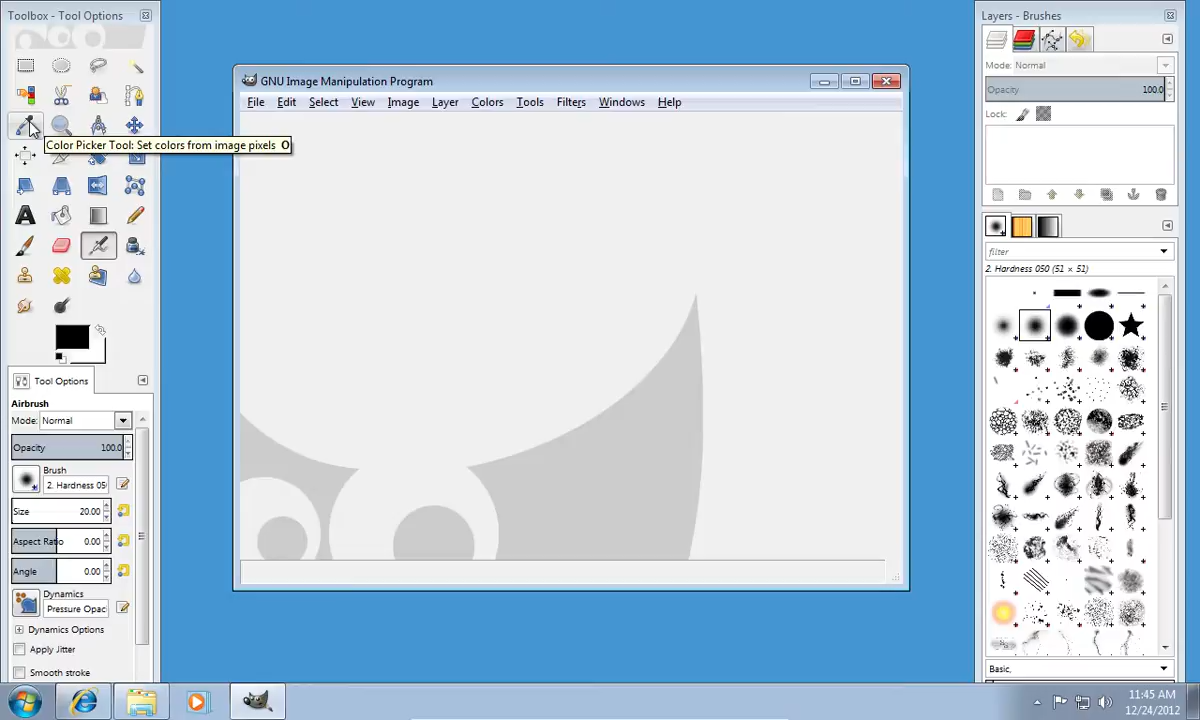 Toolbox - Tool Options
Color Picker Tool: Set colors from image pixels O
Tool Options
Airbrush
Mode: Normal
Opacity 100.0
Brush
2. Hardness 05
Size 20.00
Aspect Ratio 0.00
Angle 0.00
Dynamics
Pressure Opac
Dynamics Options
Apply Jitter
Smooth stroke
GNU Image Manipulation Program
File Edit Select View Image Layer Colors Tools Filters Windows Help
Layers - Brushes
Mode: Normal
Opacity 100.0
Lock:
filter
2. Hardness 050 (51 × 51)
Basic,
11:45 AM
12/24/2012